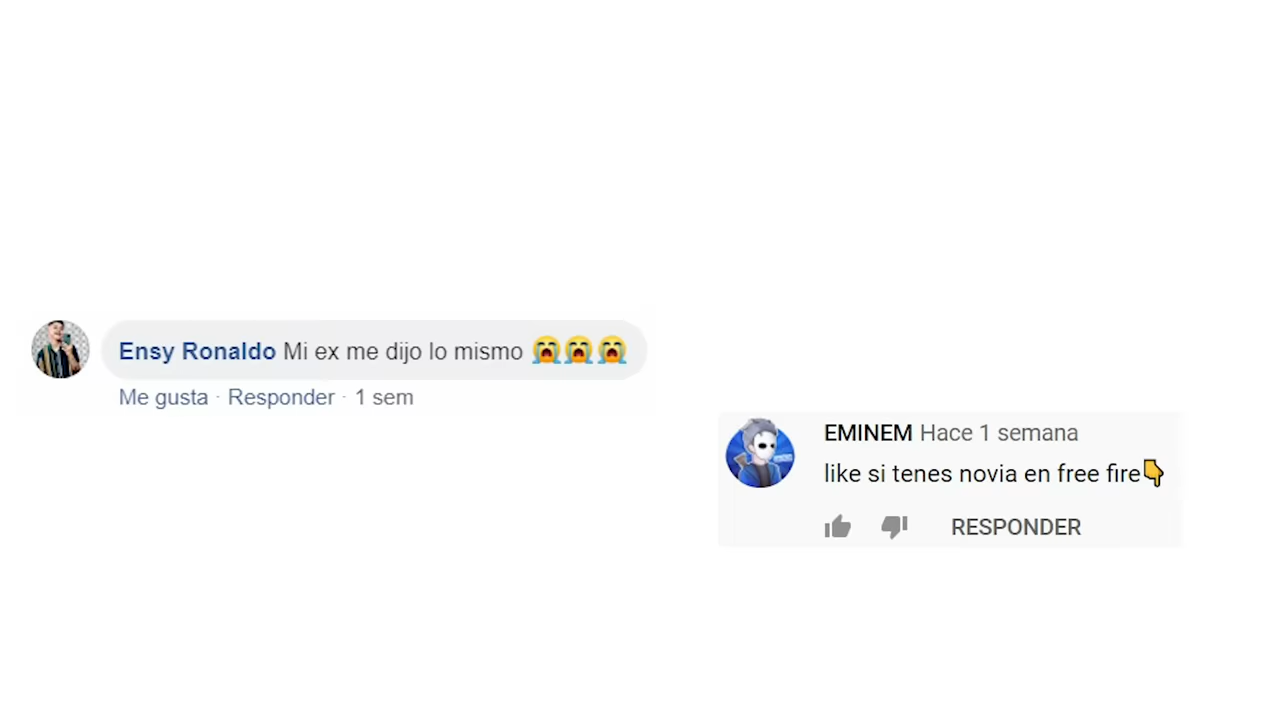 Ensy Ronaldo Mi ex me dijo lo mismo 😭😭😭
Me gusta · Responder · 1 sem
EMINEM Hace 1 semana
like si tenes novia en free fire👇
RESPONDER